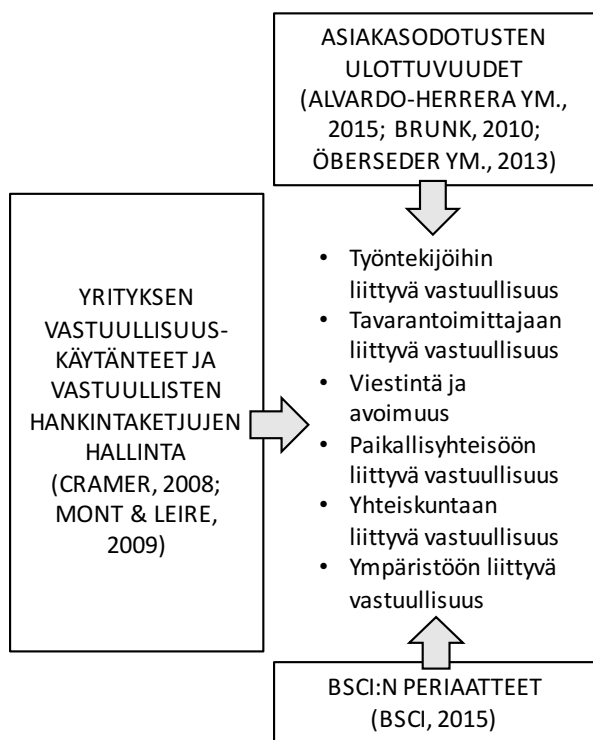 ASIAKASODOTUSTEN
ULOTTUVUUDET
(ALVARDO-HERRERA YM.,
2015; BRUNK, 2010;
ÖBERSEDER YM., 2013)
YRITYKSEN
VASTUULLISUUS-
KÄYTÄNTEET JA
VASTUULLISTEN
HANKINTAKETJUJEN
HALLINTA
(CRAMER, 2008;
MONT & LEIRE,
2009)
• Työntekijöihin
liittyvä vastuullisuus
• Tavarantoimittajaan
liittyvä vastuullisuus
• Viestintä ja
avoimuus
• Paikallisyhteisöön
liittyvä vastuullisuus
• Yhteiskuntaan
liittyvä vastuullisuus
• Ympäristöön liittyvä
vastuullisuus
BSCI:N PERIAATTEET
(BSCI, 2015)